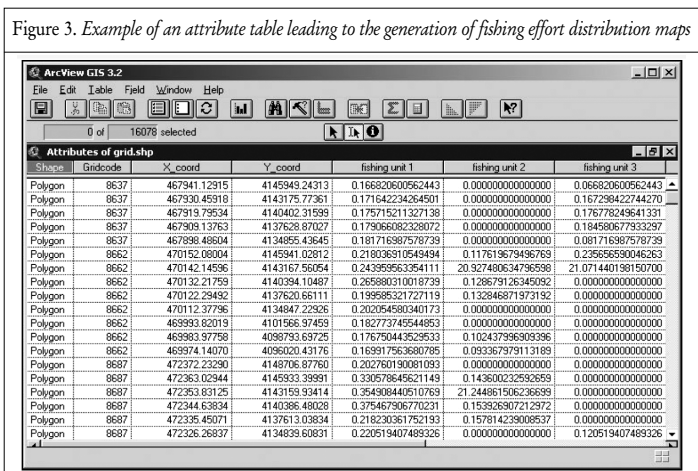 Figure 3. Example of an attribute table leading to the generation of fishing effort distribution maps
ArcView GIS 3.2
File Edit Table Field Window Help
0 of 16078 selected
Attributes of grid.shp
Shape Gridcode X_coord Y_coord fishing unit 1 fishing unit 2 fishing unit 3
Polygon 8637 467941.12915 4145949.24313 0.166820600562443 0.000000000000000 0.066820600562443
Polygon 8637 467930.45918 4143175.77361 0.171642234264501 0.000000000000000 0.167298422744270
Polygon 8637 467919.79534 4140402.31599 0.175715211327138 0.000000000000000 0.176778249641331
Polygon 8637 467909.13763 4137628.87027 0.179066082328072 0.000000000000000 0.184580677933297
Polygon 8637 467898.48604 4134855.43645 0.181716987578739 0.000000000000000 0.081716987578739
Polygon 8662 470152.08004 4145941.02812 0.218036910549494 0.117619679496769 0.235656590046263
Polygon 8662 470142.14596 4143167.56054 0.243959563354111 20.927480634796598 21.071440198150700
Polygon 8662 470132.21759 4140394.10487 0.265880310018739 0.128679126345092 0.000000000000000
Polygon 8662 470122.29492 4137620.66111 0.199585321727119 0.132846871973192 0.000000000000000
Polygon 8662 470112.37796 4134847.22926 0.202054580340173 0.000000000000000 0.000000000000000
Polygon 8662 469993.82019 4101566.97459 0.182773745544853 0.000000000000000 0.000000000000000
Polygon 8662 469983.97758 4098793.69725 0.176750443529533 0.102437996909396 0.000000000000000
Polygon 8662 469974.14070 4096020.43176 0.169917563680785 0.093367979113189 0.000000000000000
Polygon 8687 472372.23290 4148706.87760 0.202760190081093 0.000000000000000 0.000000000000000
Polygon 8687 472363.02944 4145933.39991 0.330578645621149 0.143600232592659 0.000000000000000
Polygon 8687 472353.83125 4143159.93414 0.354908440510769 21.244861506236699 0.000000000000000
Polygon 8687 472344.63834 4140386.48028 0.375467906770231 0.153926907212972 0.000000000000000
Polygon 8687 472335.45071 4137613.03834 0.218230361752193 0.157814239008537 0.000000000000000
Polygon 8687 472326.26837 4134839.60831 0.220519407489326 0.000000000000000 0.120519407489326